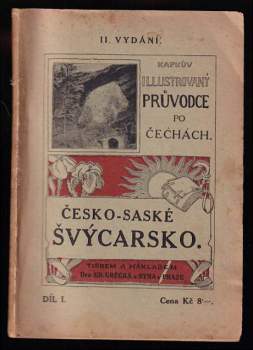 II. VYDÁNÍ.
KAFKŮV
ILLUSTROVANÝ
PRŮVODCE
PO
ČECHÁCH.
ČESKO-SASKÉ
ŠVÝCARSKO.
TISKEM A NÁKLADEM
Dra ED. GRÉGRA a SYNA v PRAZE
DÍL I.
Cena Kč 8·—.